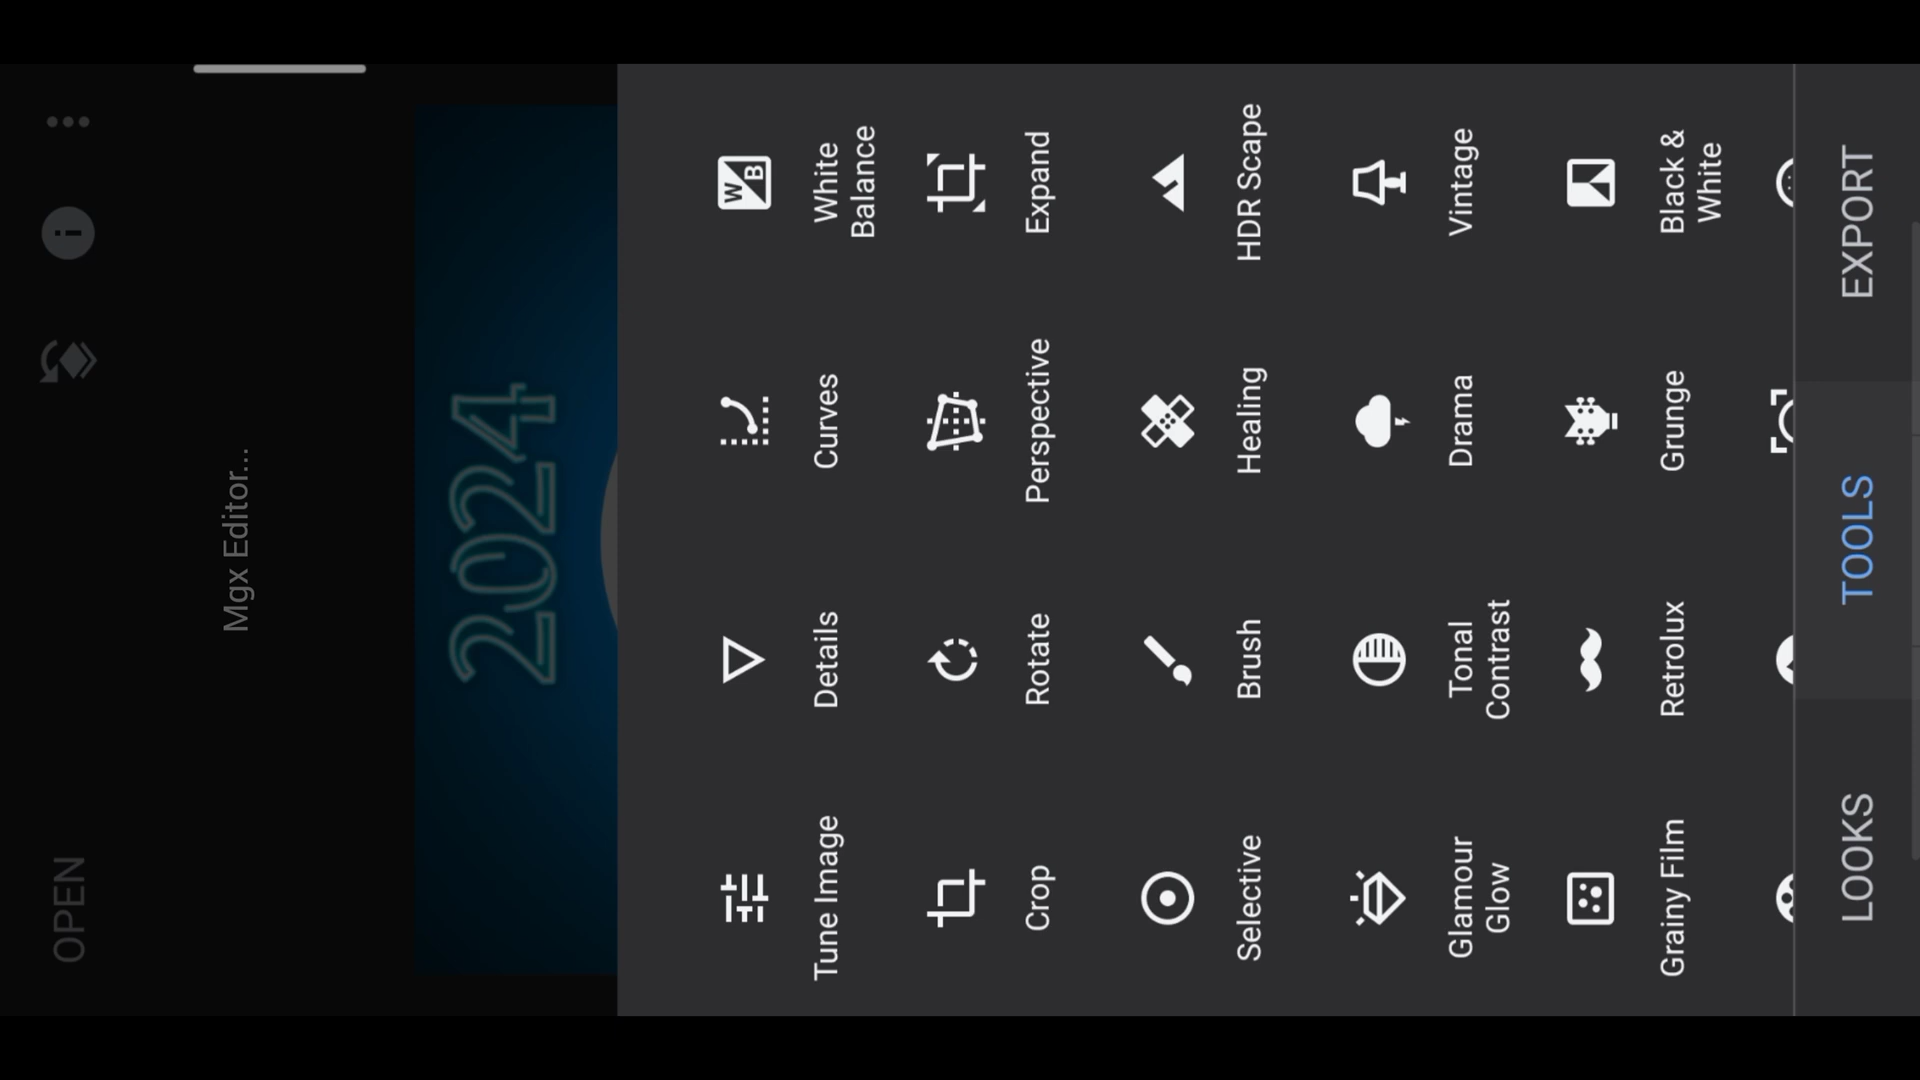 OPEN
Mgx Editor...
2024
Tune Image
Details
Curves
White
Balance
Crop
Rotate
Perspective
Expand
Selective
Brush
Healing
HDR Scape
Glamour
Glow
Tonal
Contrast
Drama
Vintage
Grainy Film
Retrolux
Grunge
Black &
White
LOOKS
TOOLS
EXPORT